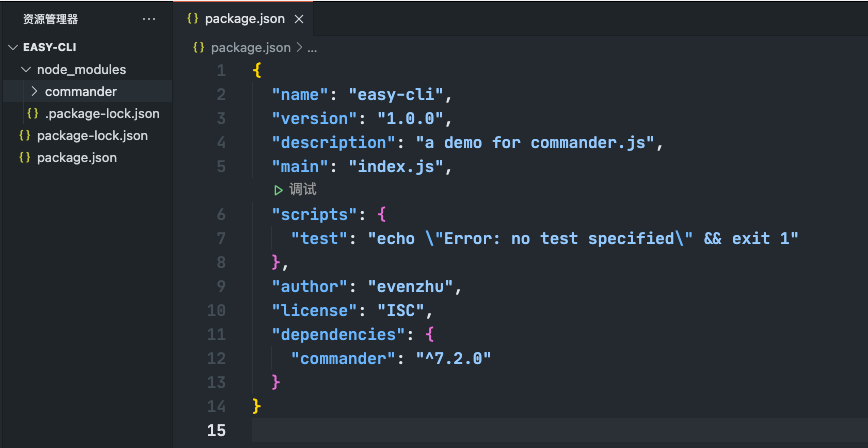 资源管理器
···
EASY-CLI
node_modules
commander
{} .package-lock.json
{} package-lock.json
{} package.json
{} package.json ×
{} package.json > ...
1 {
2 "name": "easy-cli",
3 "version": "1.0.0",
4 "description": "a demo for commander.js",
5 "main": "index.js",
调试
6 "scripts": {
7 "test": "echo \"Error: no test specified\" && exit 1"
8 },
9 "author": "evenzhu",
10 "license": "ISC",
11 "dependencies": {
12 "commander": "^7.2.0"
13 }
14 }
15